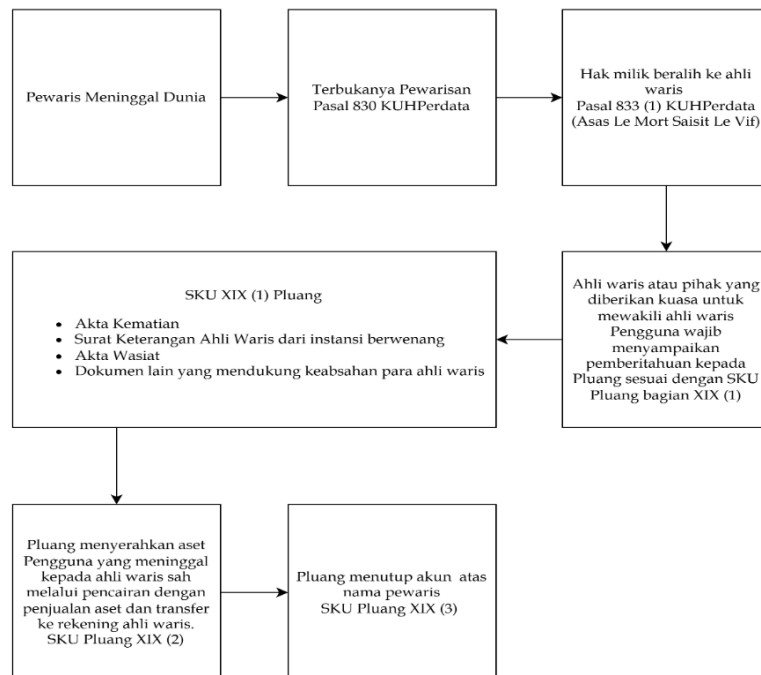 Pewaris Meninggal Dunia
Terbukanya Pewarisan
Pasal 830 KUHPerdata
Hak milik beralih ke ahli
waris
Pasal 833 (1) KUHPerdata
(Asas Le Mort Saisit Le Vif)
Ahli waris atau pihak yang
diberikan kuasa untuk
mewakili ahli waris
Pengguna wajib
menyampaikan
pemberitahuan kepada
Pluang sesuai dengan SKU
Pluang bagian XIX (1)
SKU XIX (1) Pluang
• Akta Kematian
• Surat Keterangan Ahli Waris dari instansi berwenang
• Akta Wasiat
• Dokumen lain yang mendukung keabsahan para ahli waris
Pluang menyerahkan aset
Pengguna yang meninggal
kepada ahli waris sah
melalui pencairan dengan
penjualan aset dan transfer
ke rekening ahli waris.
SKU Pluang XIX (2)
Pluang menutup akun atas
nama pewaris
SKU Pluang XIX (3)